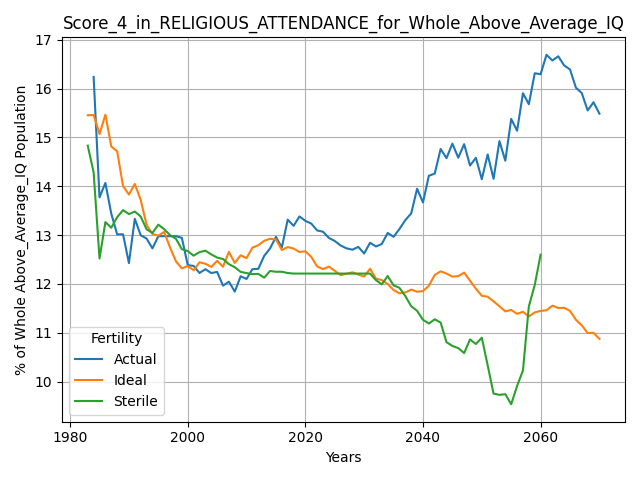 Score_4_in_RELIGIOUS_ATTENDANCE_for_Whole_Above_Average_IQ
% of Whole Above_Average_IQ Population
17
16
15
14
13
12
11
10
Fertility
Actual
Ideal
Sterile
1980
2000
2020
2040
2060
Years